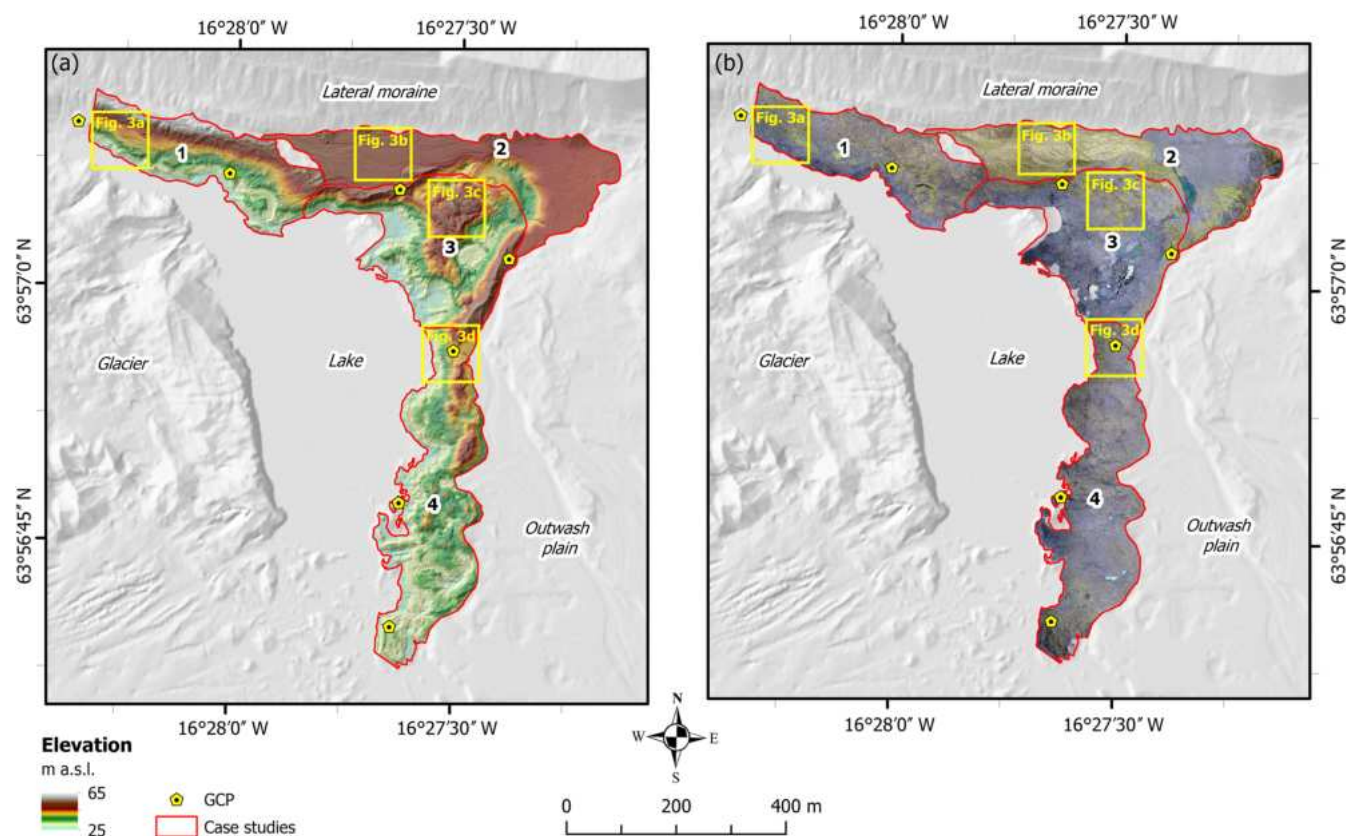 16°28′0″ W
16°27′30″ W
16°28′0″ W
16°27′30″ W
(a)
Lateral moraine
Fig. 3a
1
Fig. 3b
2
Fig. 3c
3
Fig. 3d
Glacier
Lake
4
Outwash
plain
63°57′0″ N
63°56′45″ N
(b)
Lateral moraine
Fig. 3a
1
Fig. 3b
2
Fig. 3c
3
Fig. 3d
Glacier
Lake
4
Outwash
plain
63°57′0″ N
63°56′45″ N
16°28′0″ W
16°27′30″ W
16°28′0″ W
16°27′30″ W
N
W
E
S
Elevation
m a.s.l.
65
25
GCP
Case studies
0
200
400 m